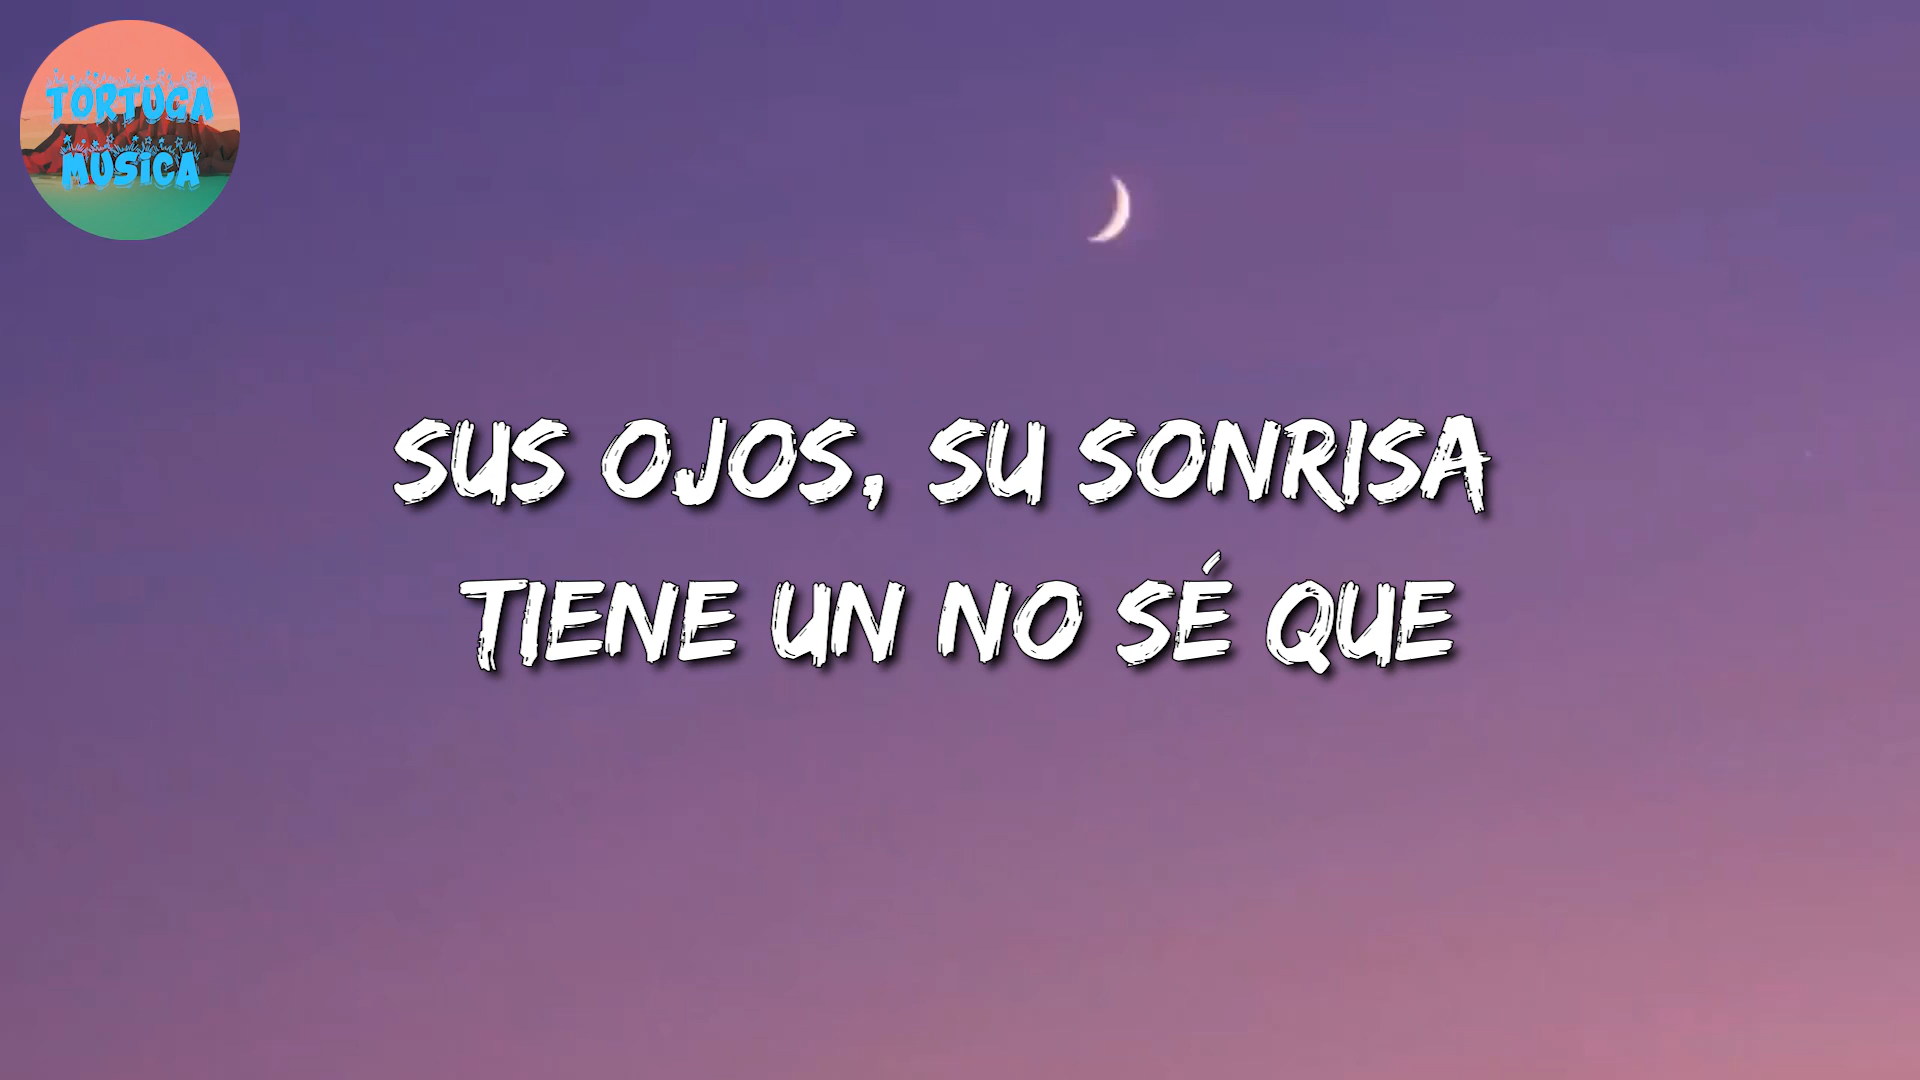 TORTUGA
MUSICA
SUS OJOS, SU SONRISA
TIENE UN NO SÉ QUE